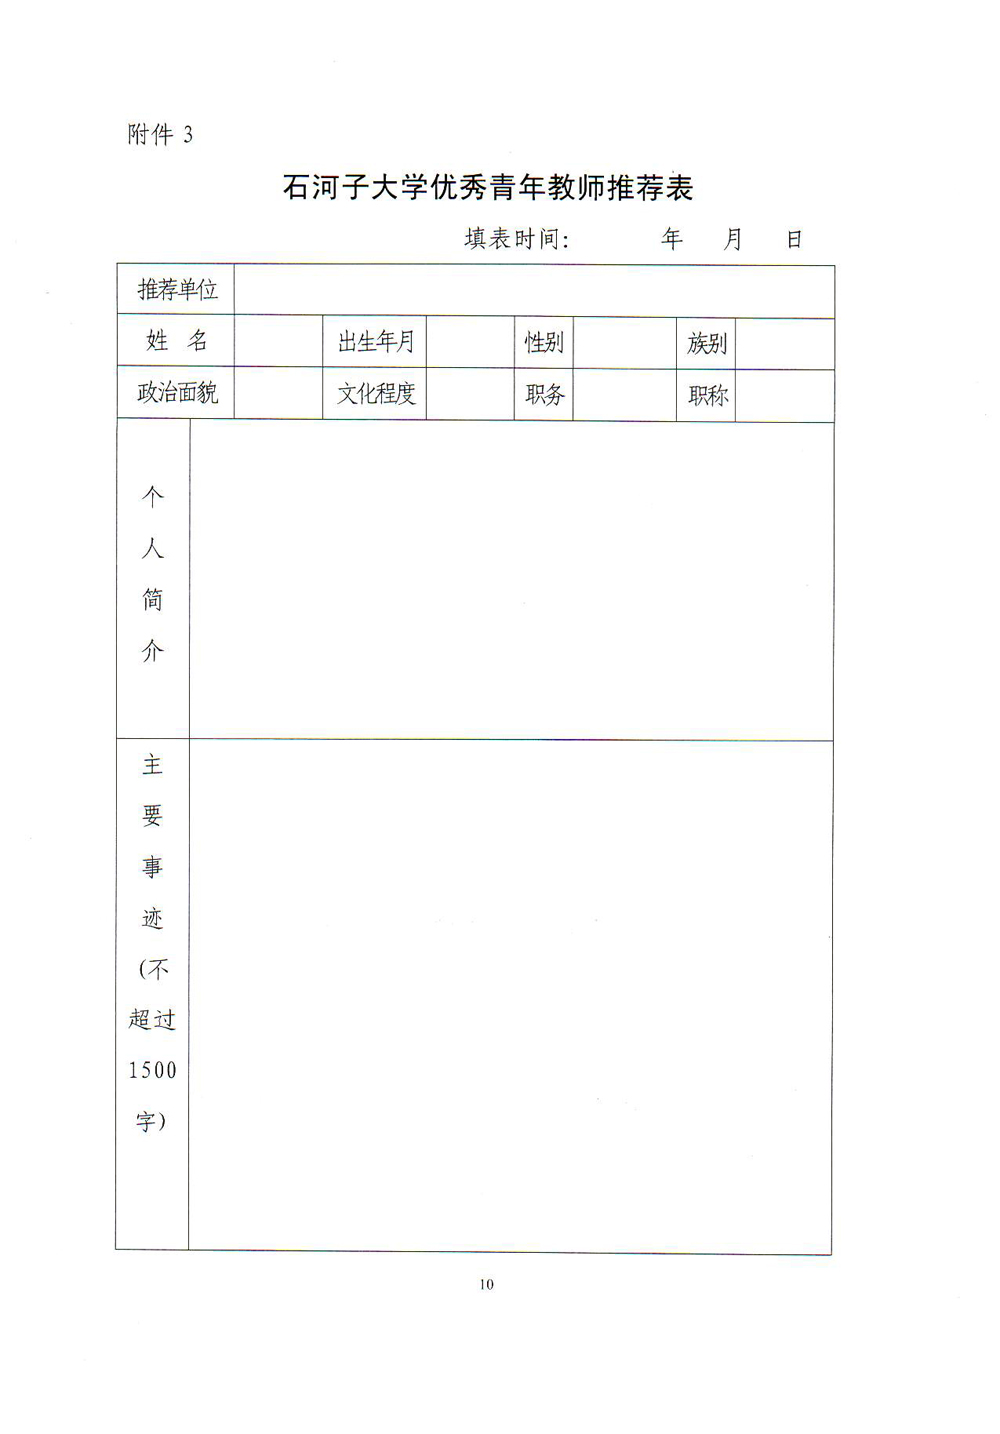 附件 3
石河子大学优秀青年教师推荐表
填表时间: 年 月 日
推荐单位
姓 名 出生年月 性别 族别
政治面貌 文化程度 职务 职称
个
人
简
介
主
要
事
迹
(不
超过
1500
字)
10